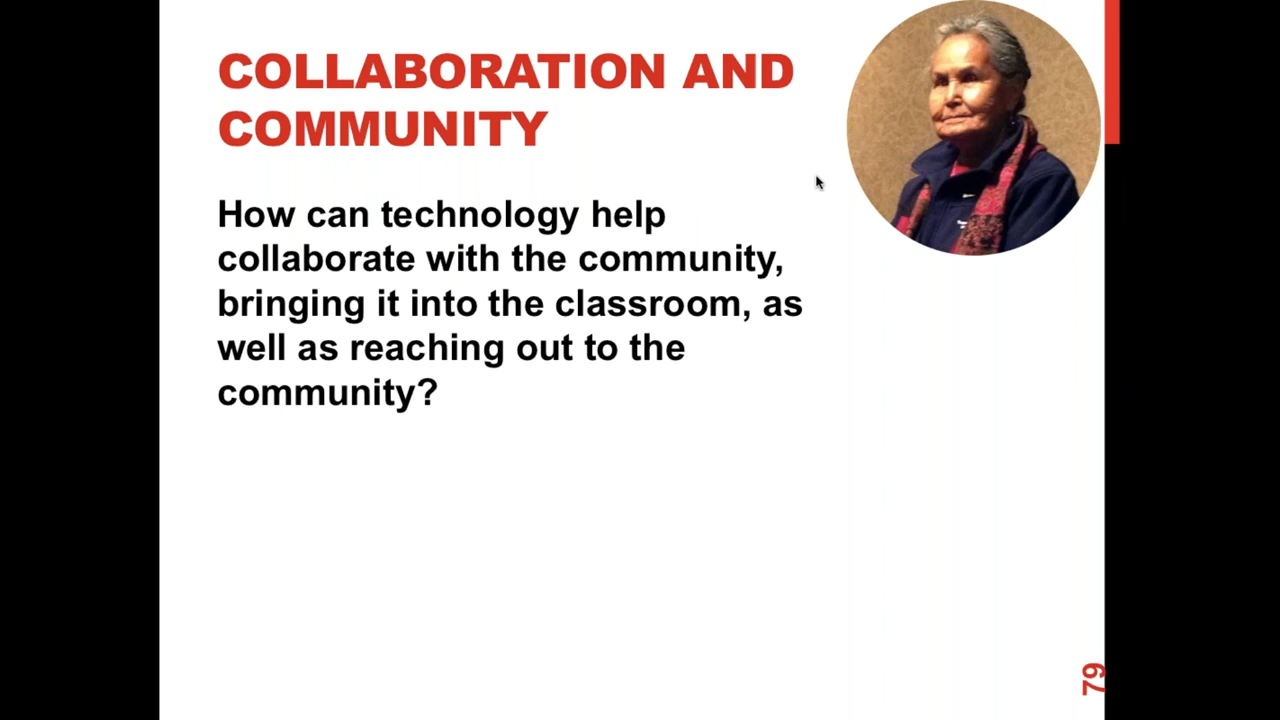 COLLABORATION AND
COMMUNITY
How can technology help
collaborate with the community,
bringing it into the classroom, as
well as reaching out to the
community?
79